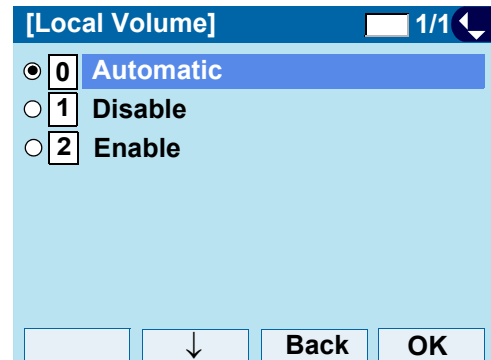 [Local Volume] 1/1
0 Automatic
1 Disable
2 Enable
↓ Back OK